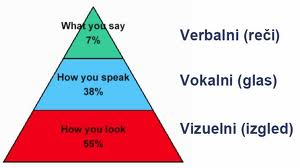 What you say
7%
Verbalni (reči)
How you speak
38%
Vokalni (glas)
How you look
55%
Vizuelni (izgled)